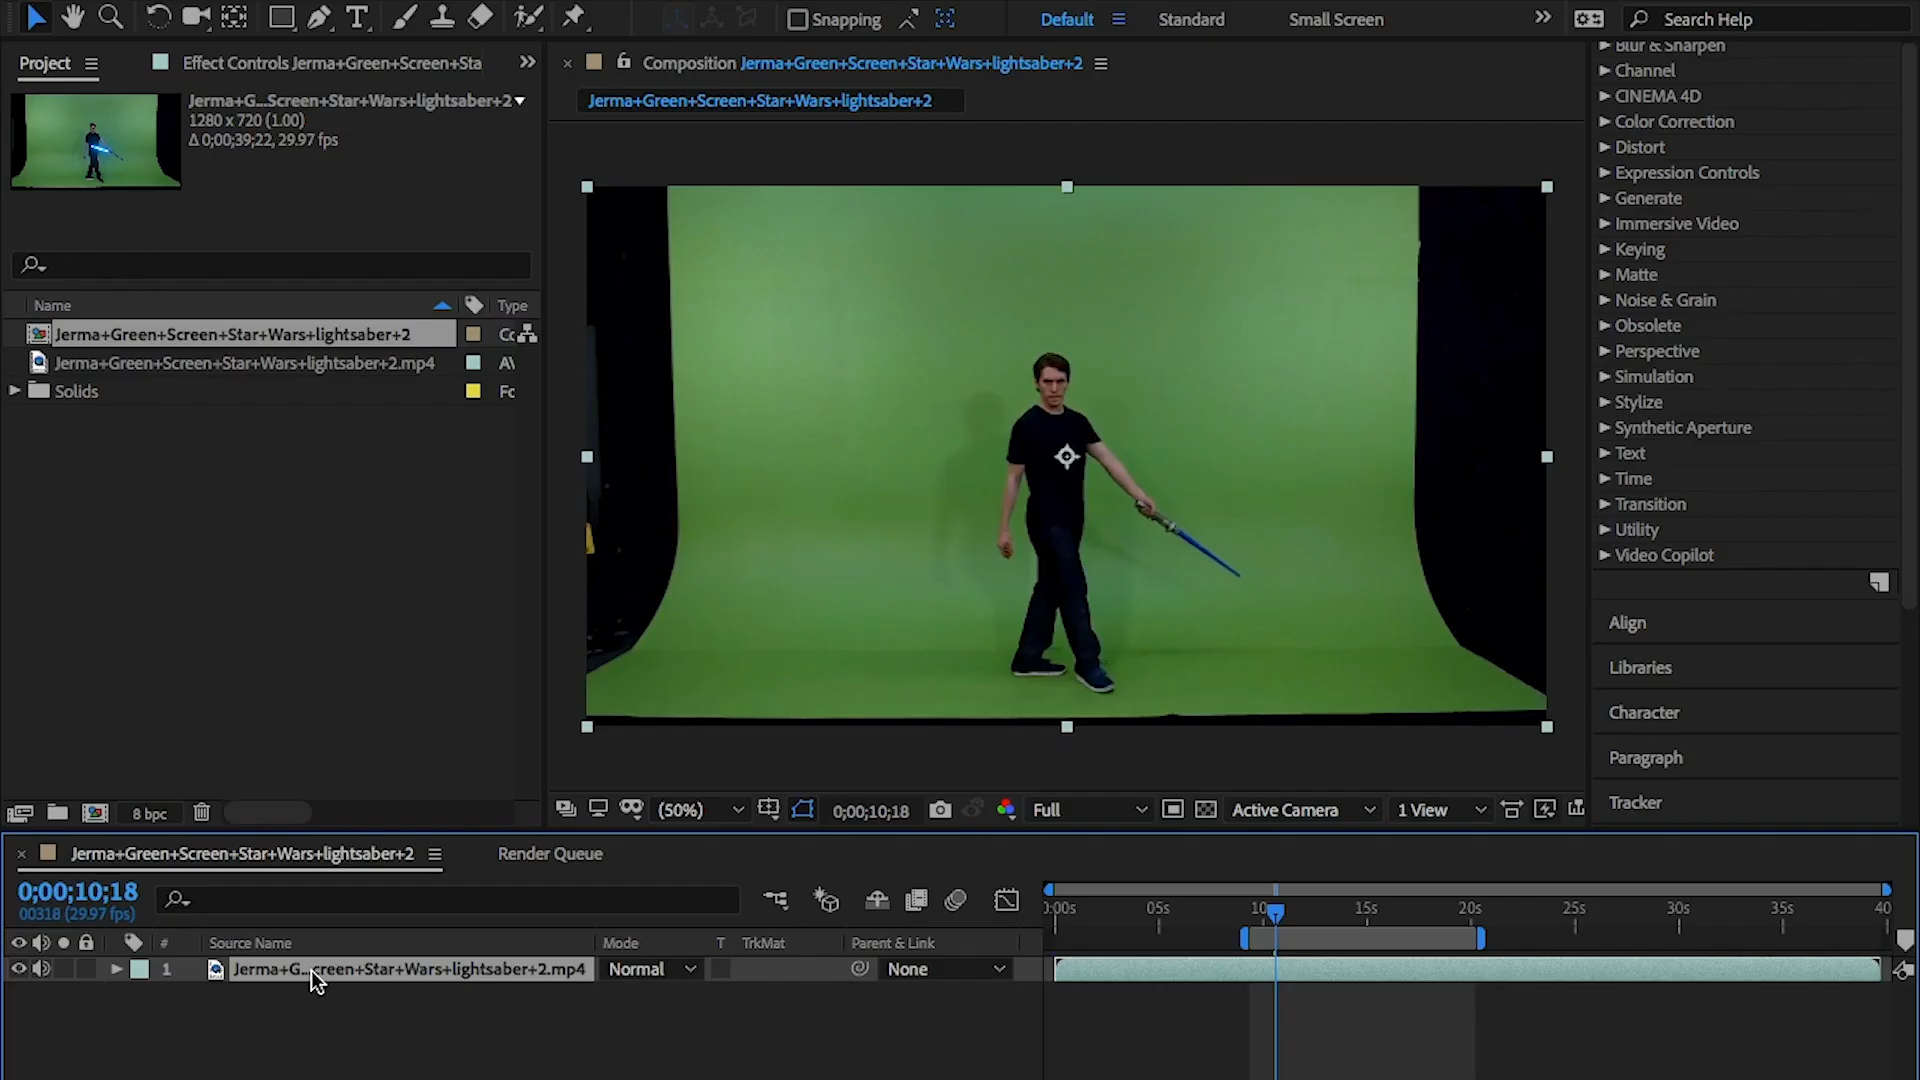 Snapping
Default
Standard
Small Screen
Search Help
Project
Effect Controls Jerma+Green+Screen+Sta
Composition Jerma+Green+Screen+Star+Wars+lightsaber+2
Jerma+Green+Screen+Star+Wars+lightsaber+2
Jerma+G...Screen+Star+Wars+lightsaber+2
1280 x 720 (1.00)
Δ 0;00;39;22, 29.97 fps
Name
Type
Jerma+Green+Screen+Star+Wars+lightsaber+2
Cc
Jerma+Green+Screen+Star+Wars+lightsaber+2.mp4
A\
Solids
Fc
8 bpc
(50%)
0;00;10;18
Full
Active Camera
1 View
Blur & Sharpen
Channel
CINEMA 4D
Color Correction
Distort
Expression Controls
Generate
Immersive Video
Keying
Matte
Noise & Grain
Obsolete
Perspective
Simulation
Stylize
Synthetic Aperture
Text
Time
Transition
Utility
Video Copilot
Align
Libraries
Character
Paragraph
Tracker
Jerma+Green+Screen+Star+Wars+lightsaber+2
Render Queue
0;00;10;18
00318 (29.97 fps)
0:00s
05s
10
15s
20s
25s
30s
35s
40
#
Source Name
Mode
T
TrkMat
Parent & Link
1
Jerma+G...creen+Star+Wars+lightsaber+2.mp4
Normal
None